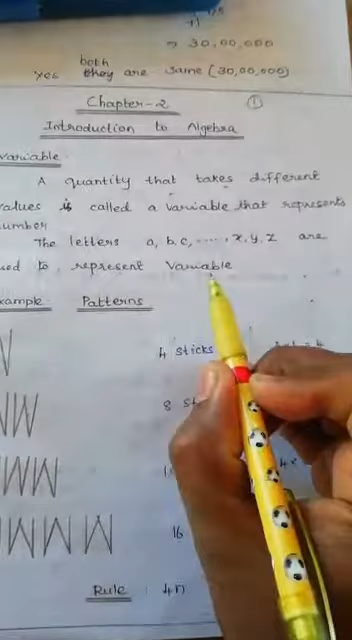 ⇒ 30,00,000
both
Yes they are same (30,00,000)
Chapter-2
①
Introduction to Algebra
variable
A quantity that takes different
values is called a variable that represents
number
The letters a, b, c, ...., x, y, z are
used to represent Variable
Example Patterns
4 sticks
8
16
Rule : 4n